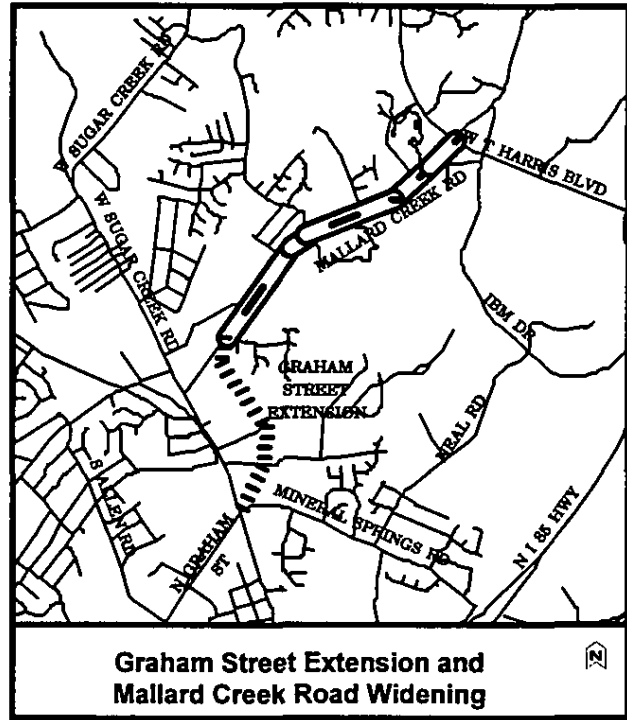 W SUGAR CREEK RD
W T HARRIS BLVD
MALLARD CREEK RD
W SUGAR CREEK RD
IBM DR
GRAHAM
STREET
EXTENSION
NEAL RD
S ALLEN RD
MINERAL SPRINGS RD
N I 85 HWY
N GRAHAM
ST
Graham Street Extension and
Mallard Creek Road Widening
N